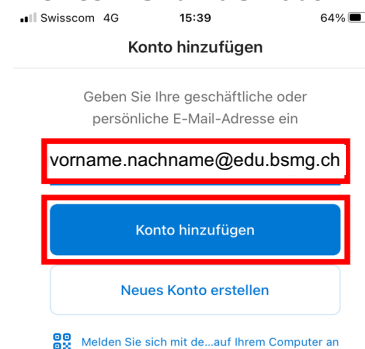 Swisscom 4G 15:39 64%
Konto hinzufügen
Geben Sie Ihre geschäftliche oder
persönliche E-Mail-Adresse ein
vorname.nachname@edu.bsmg.ch
Konto hinzufügen
Neues Konto erstellen
Melden Sie sich mit de...auf Ihrem Computer an